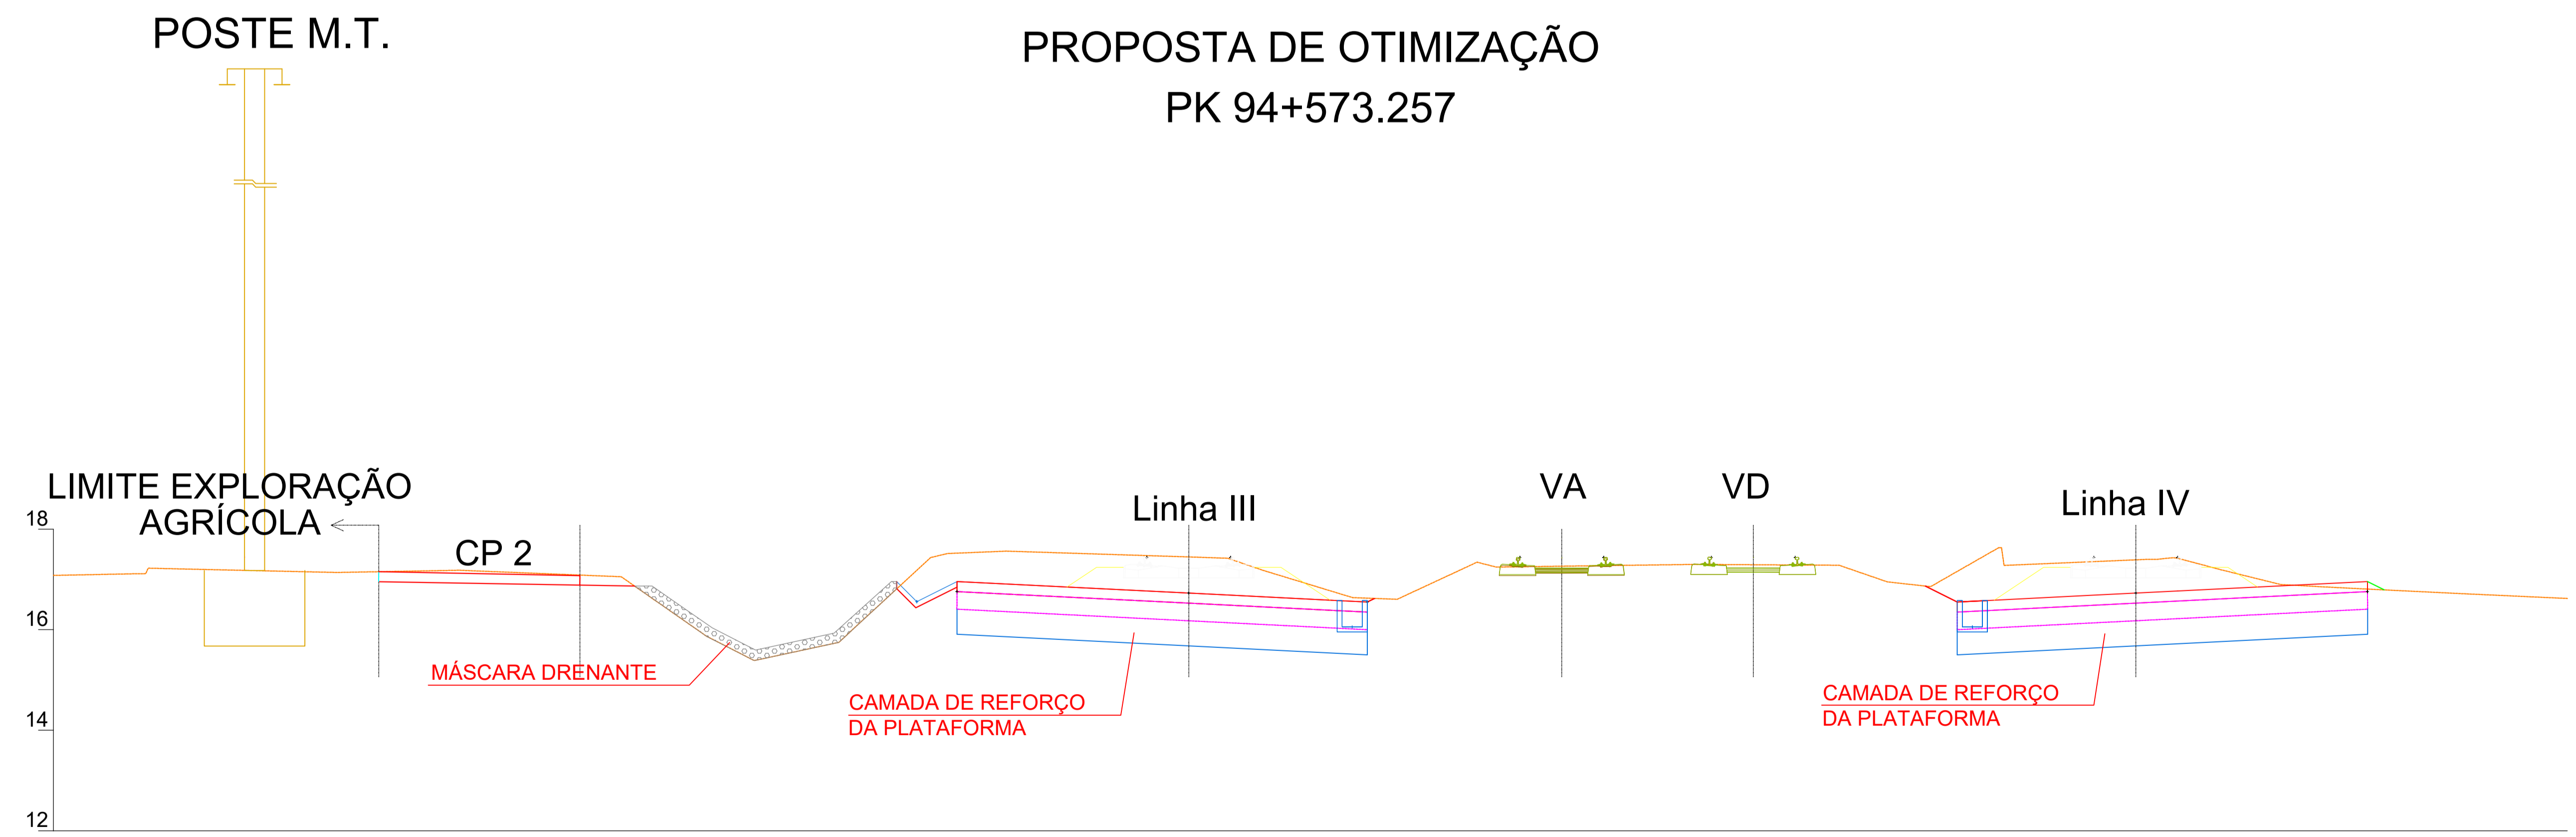 POSTE M.T.
PROPOSTA DE OTIMIZAÇÃO
PK 94+573.257
LIMITE EXPLORAÇÃO
AGRÍCOLA
CP 2
Linha III
VA
VD
Linha IV
18
16
14
12
MÁSCARA DRENANTE
CAMADA DE REFORÇO
DA PLATAFORMA
CAMADA DE REFORÇO
DA PLATAFORMA